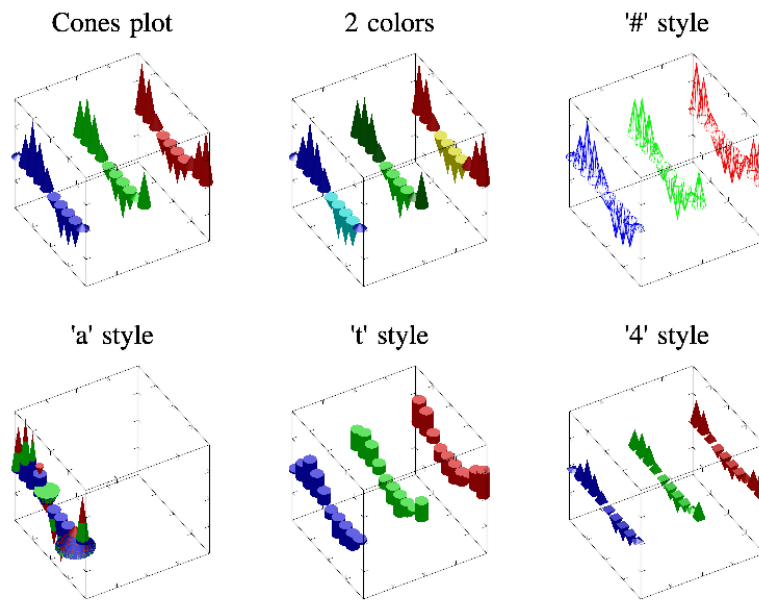 Cones plot
2 colors
'#' style
'a' style
't' style
'4' style